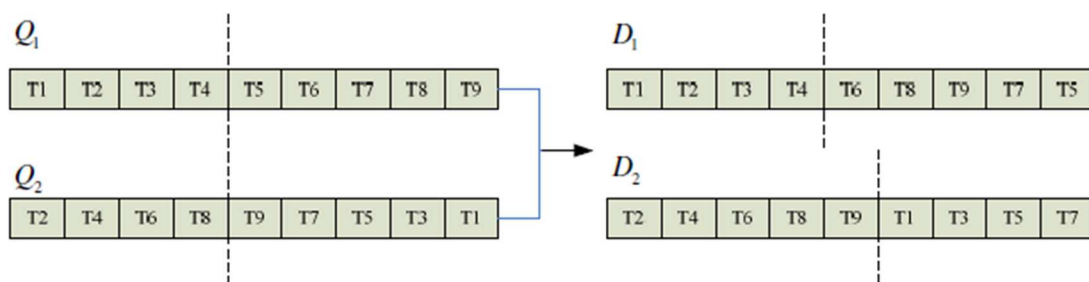 Q1
T1 T2 T3 T4 T5 T6 T7 T8 T9
Q2
T2 T4 T6 T8 T9 T7 T5 T3 T1
D1
T1 T2 T3 T4 T6 T8 T9 T7 T5
D2
T2 T4 T6 T8 T9 T1 T3 T5 T7